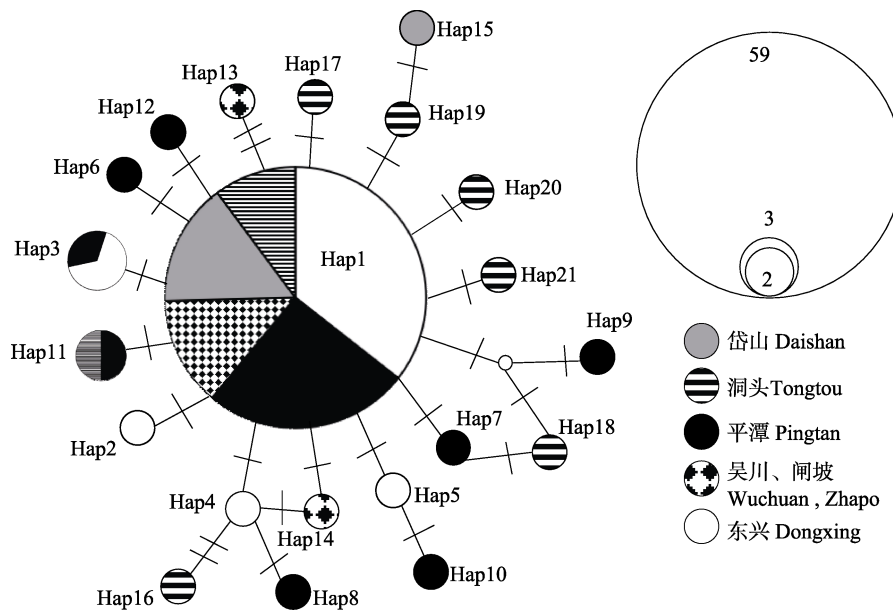 Hap15
Hap17
Hap13
Hap12
Hap19
Hap6
Hap20
Hap3
Hap1
Hap21
Hap9
Hap11
Hap7
Hap18
Hap2
Hap4
Hap5
Hap14
Hap10
Hap16
Hap8
59
3
2
岱山 Daishan
洞头Tongtou
平潭 Pingtan
吴川、闸坡
Wuchuan , Zhapo
东兴 Dongxing